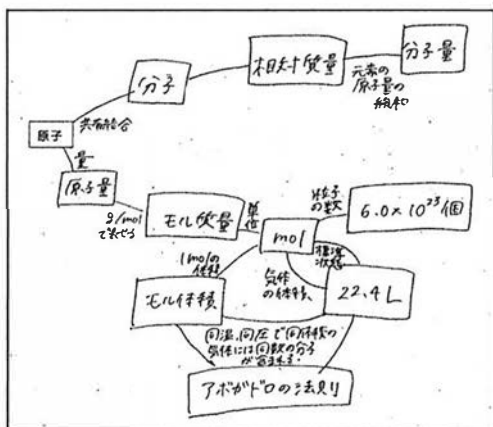 分子
相対質量
分子量
元素の
原子量の
総和
共有結合
原子
量
原子量
g/mol
で表せる
モル質量
単位
mol
粒子
の数
6.0×10²³個
1molの
体積
標準
状態
気体
の体積
モル体積
22.4L
同温、同圧で同体積の
気体には同数の分子
が含まれる。
アボガドロの法則